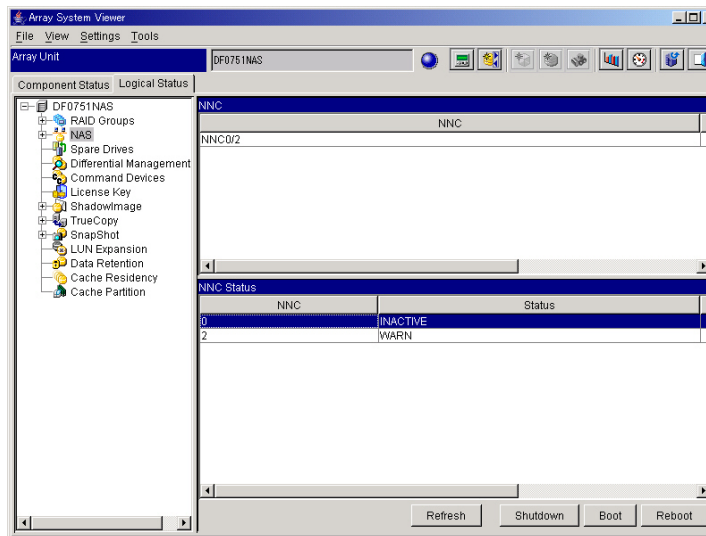 Array System Viewer
File View Settings Tools
Array Unit
DF0751NAS
Component Status Logical Status
DF0751NAS
RAID Groups
NAS
Spare Drives
Differential Management
Command Devices
License Key
ShadowImage
TrueCopy
SnapShot
LUN Expansion
Data Retention
Cache Residency
Cache Partition
NNC
NNC
NNC0/2
NNC Status
NNC Status
0 INACTIVE
2 WARN
Refresh Shutdown Boot Reboot